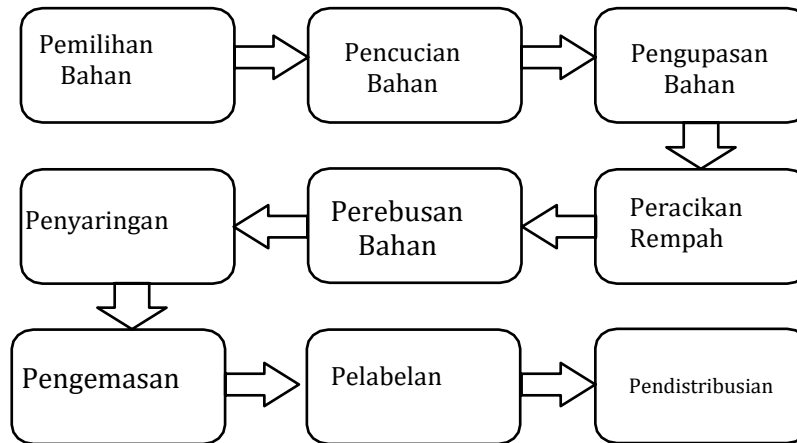 Pemilihan
Bahan
Pencucian
Bahan
Pengupasan
Bahan
Peracikan
Rempah
Perebusan
Bahan
Penyaringan
Pengemasan
Pelabelan
Pendistribusian